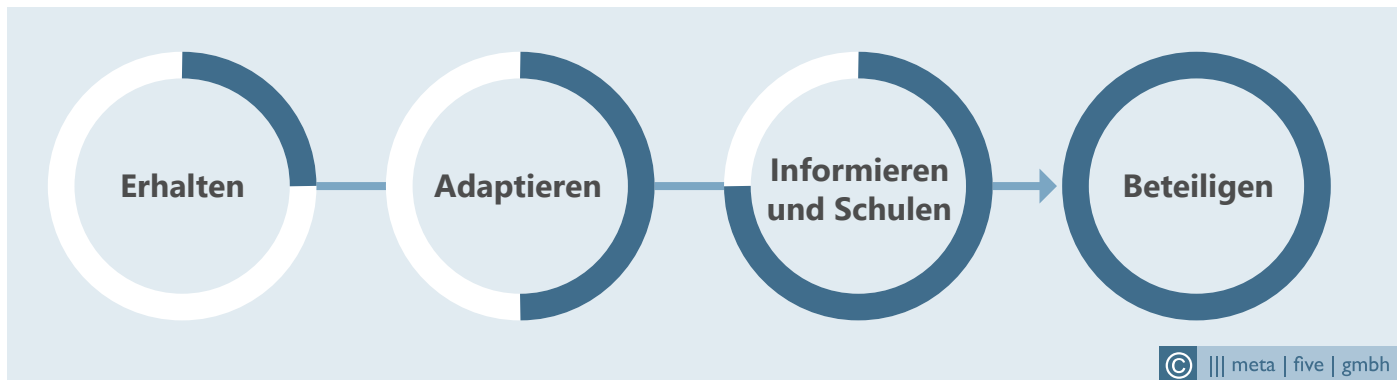 Erhalten
Adaptieren
Informieren
und Schulen
Beteiligen
© ||| meta | five | gmbh